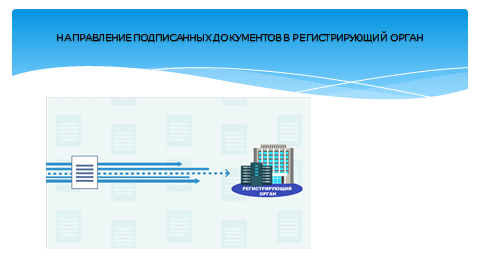 НАПРАВЛЕНИЕ ПОДПИСАННЫХ ДОКУМЕНТОВ В РЕГИСТРИРУЮЩИЙ ОРГАН
РЕГИСТРИРУЮЩИЙ
ОРГАН